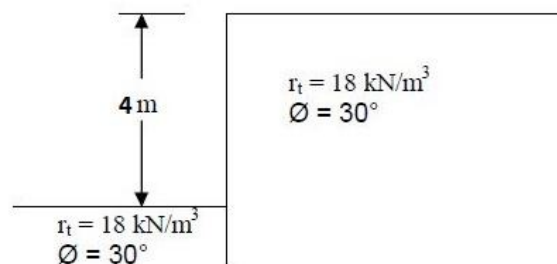 4 m
rₜ = 18 kN/m³
Ø = 30°
rₜ = 18 kN/m³
Ø = 30°